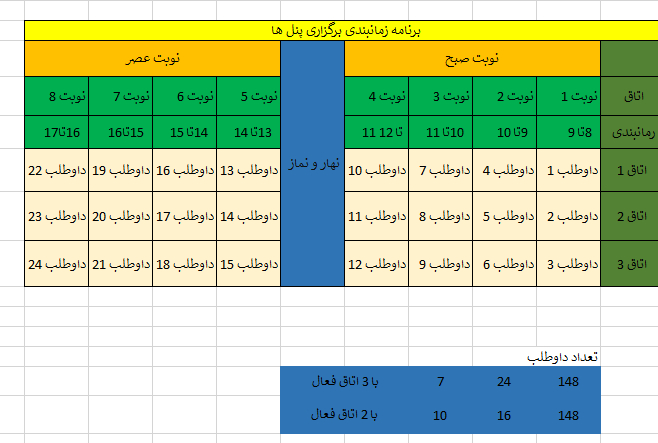 برنامه زمانبندی برگزاری پنل ها
نوبت صبح نوبت عصر
اتاق نوبت 1 نوبت 2 نوبت 3 نوبت 4 نهار و نماز نوبت 5 نوبت 6 نوبت 7 نوبت 8
زمانبندی 8تا 9 9تا 10 10تا 11 11 تا 12 13تا 14 14تا 15 15تا16 16تا17
اتاق 1 داوطلب 1 داوطلب 4 داوطلب 7 داوطلب 10 داوطلب 13 داوطلب 16 داوطلب 19 داوطلب 22
اتاق 2 داوطلب 2 داوطلب 5 داوطلب 8 داوطلب 11 داوطلب 14 داوطلب 17 داوطلب 20 داوطلب 23
اتاق 3 داوطلب 3 داوطلب 6 داوطلب 9 داوطلب 12 داوطلب 15 داوطلب 18 داوطلب 21 داوطلب 24
تعداد داوطلب
148 24 7 با 3 اتاق فعال
148 16 10 با 2 اتاق فعال